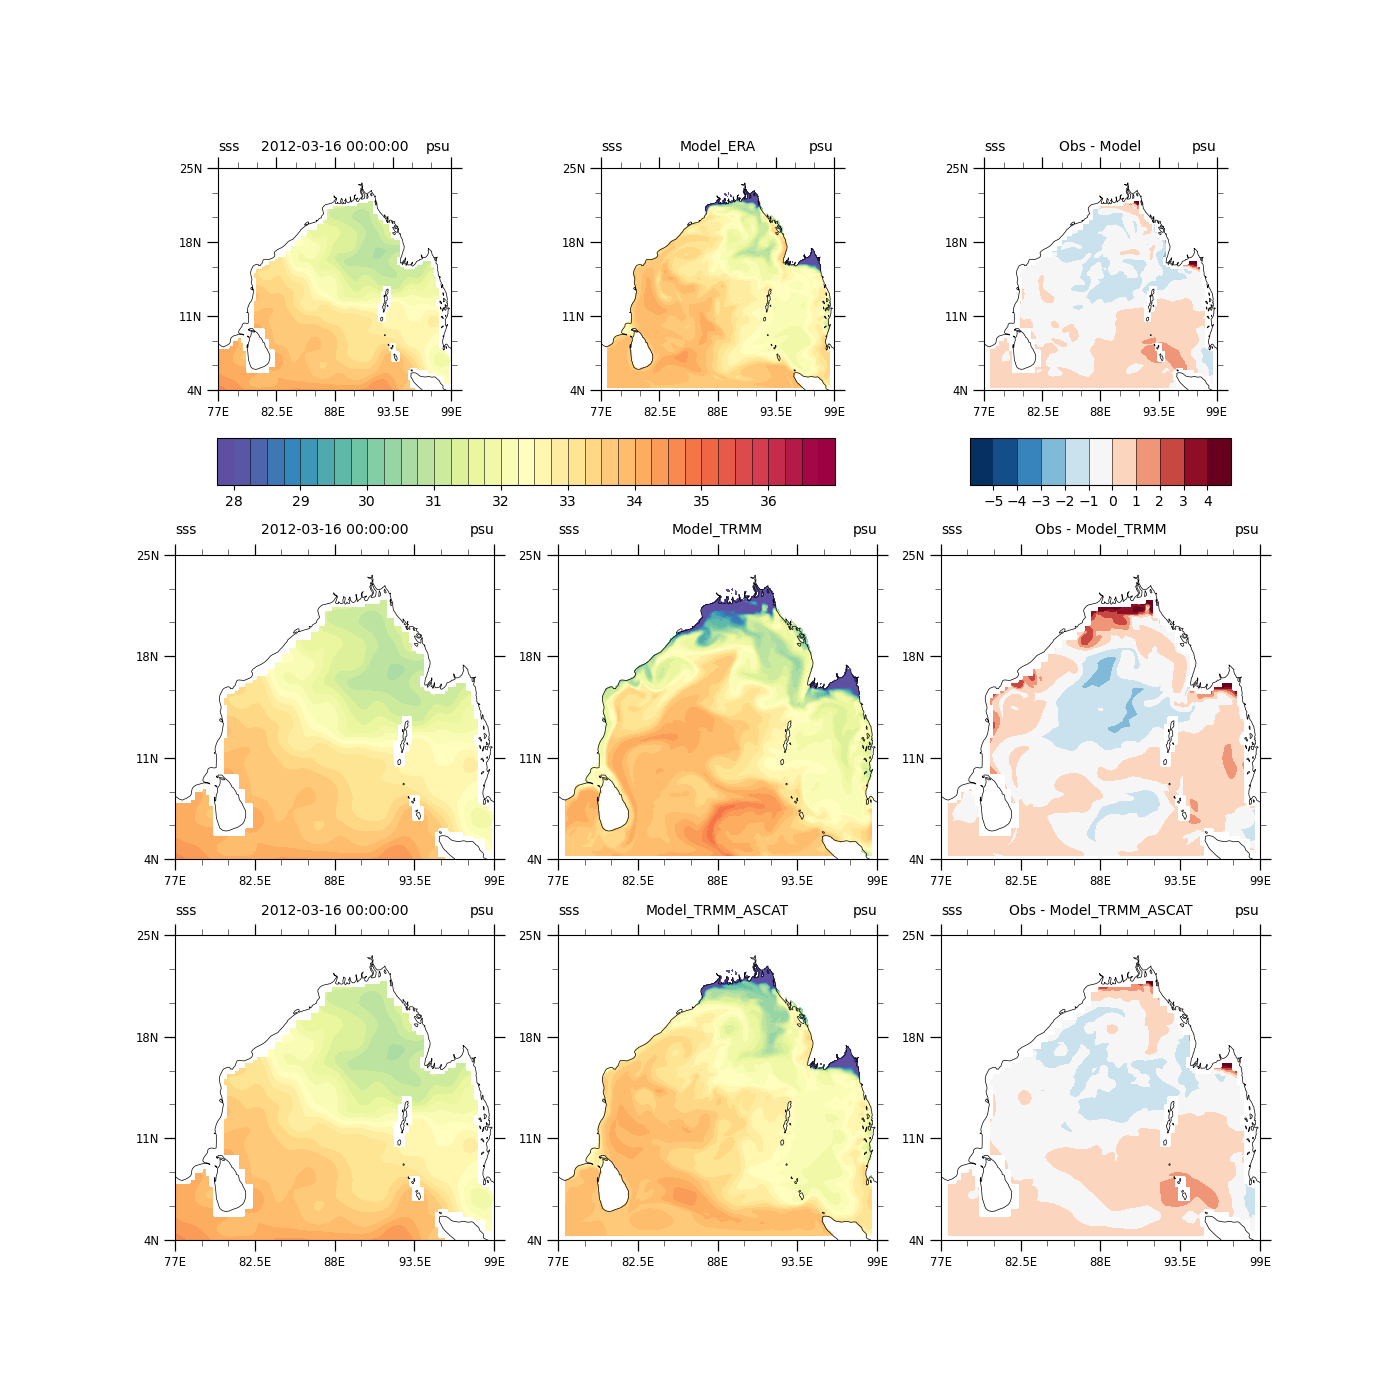 sss 2012-03-16 00:00:00 psu sss Model_ERA psu sss Obs - Model psu
25N 25N 25N
18N 18N 18N
11N 11N 11N
4N 4N 4N
77E 82.5E 88E 93.5E 99E 77E 82.5E 88E 93.5E 99E 77E 82.5E 88E 93.5E 99E
28 29 30 31 32 33 34 35 36 −5 −4 −3 −2 −1 0 1 2 3 4
sss 2012-03-16 00:00:00 psu sss Model_TRMM psu sss Obs - Model_TRMM psu
25N 25N 25N
18N 18N 18N
11N 11N 11N
4N 4N 4N
77E 82.5E 88E 93.5E 99E 77E 82.5E 88E 93.5E 99E 77E 82.5E 88E 93.5E 99E
sss 2012-03-16 00:00:00 psu sss Model_TRMM_ASCAT psu sss Obs - Model_TRMM_ASCAT psu
25N 25N 25N
18N 18N 18N
11N 11N 11N
4N 4N 4N
77E 82.5E 88E 93.5E 99E 77E 82.5E 88E 93.5E 99E 77E 82.5E 88E 93.5E 99E